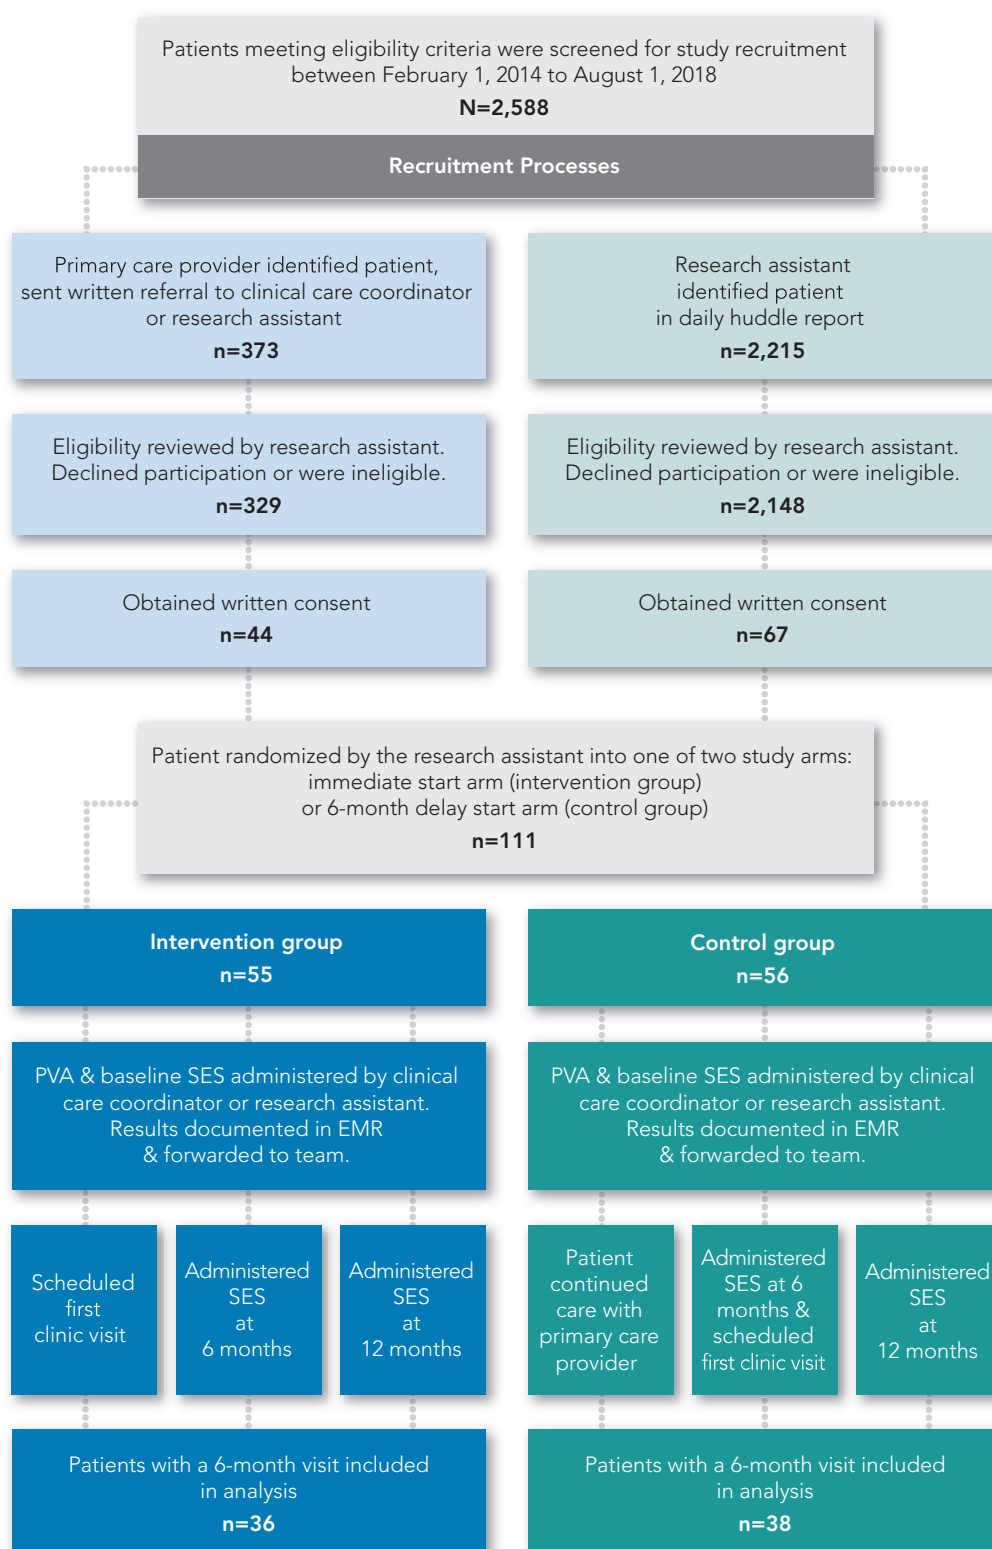 Patients meeting eligibility criteria were screened for study recruitment
between February 1, 2014 to August 1, 2018
N=2,588
Recruitment Processes
Primary care provider identified patient,
sent written referral to clinical care coordinator
or research assistant
n=373
Research assistant
identified patient
in daily huddle report
n=2,215
Eligibility reviewed by research assistant.
Declined participation or were ineligible.
n=329
Eligibility reviewed by research assistant.
Declined participation or were ineligible.
n=2,148
Obtained written consent
n=44
Obtained written consent
n=67
Patient randomized by the research assistant into one of two study arms:
immediate start arm (intervention group)
or 6-month delay start arm (control group)
n=111
Intervention group
n=55
Control group
n=56
PVA & baseline SES administered by clinical
care coordinator or research assistant.
Results documented in EMR
& forwarded to team.
PVA & baseline SES administered by clinical
care coordinator or research assistant.
Results documented in EMR
& forwarded to team.
Scheduled
first
clinic visit
Administered
SES
at
6 months
Administered
SES
at
12 months
Patient
continued
care with
primary care
provider
Administered
SES at 6
months &
scheduled
first clinic visit
Administered
SES
at
12 months
Patients with a 6-month visit included
in analysis
n=36
Patients with a 6-month visit included
in analysis
n=38